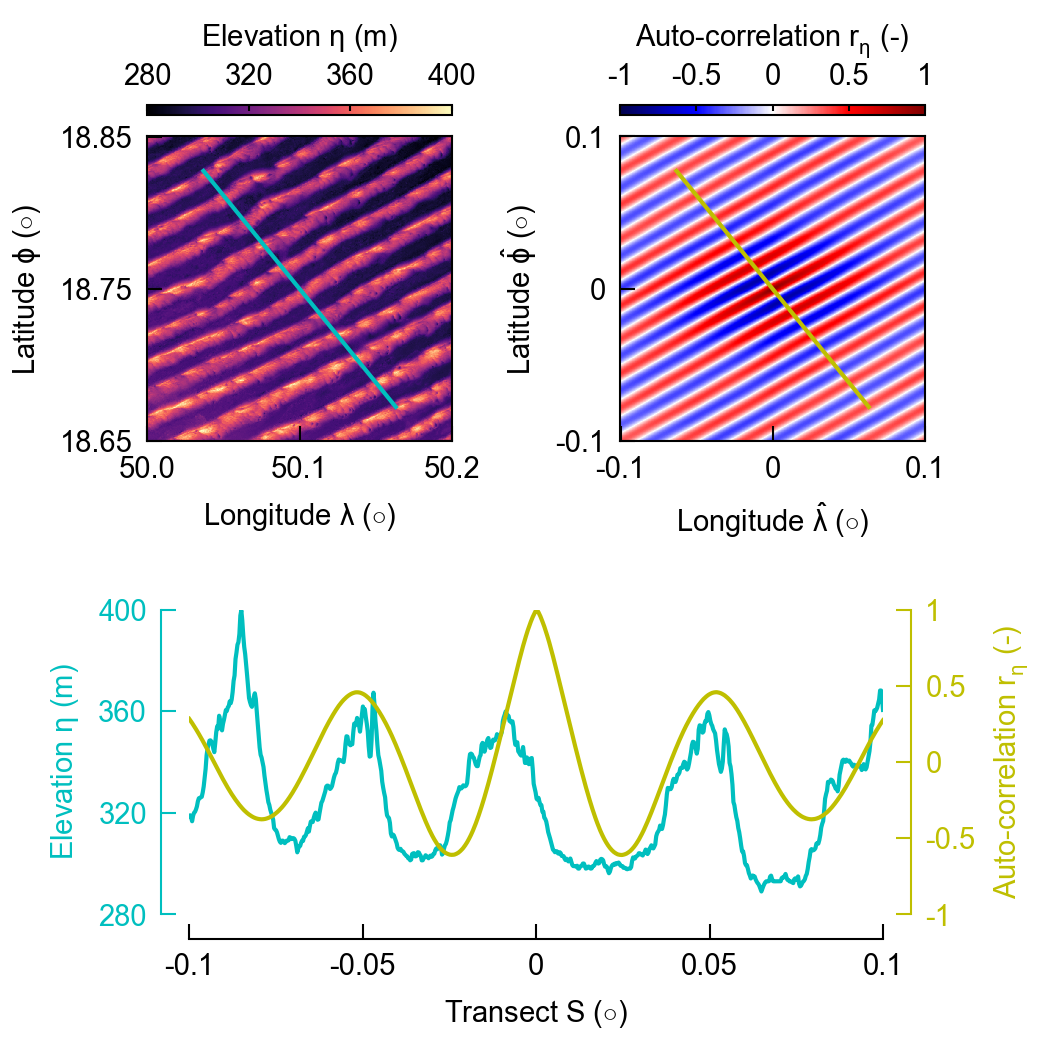 Elevation η (m)
280 320 360 400
Auto-correlation rη (-)
-1 -0.5 0 0.5 1
18.85
18.75
18.65
Latitude ϕ (○)
50.0 50.1 50.2
Longitude λ (○)
0.1
0
-0.1
Latitude ϕ̂ (○)
-0.1 0 0.1
Longitude λ̂ (○)
400
360
320
280
Elevation η (m)
1
0.5
0
-0.5
-1
Auto-correlation rη (-)
-0.1 -0.05 0 0.05 0.1
Transect S (○)